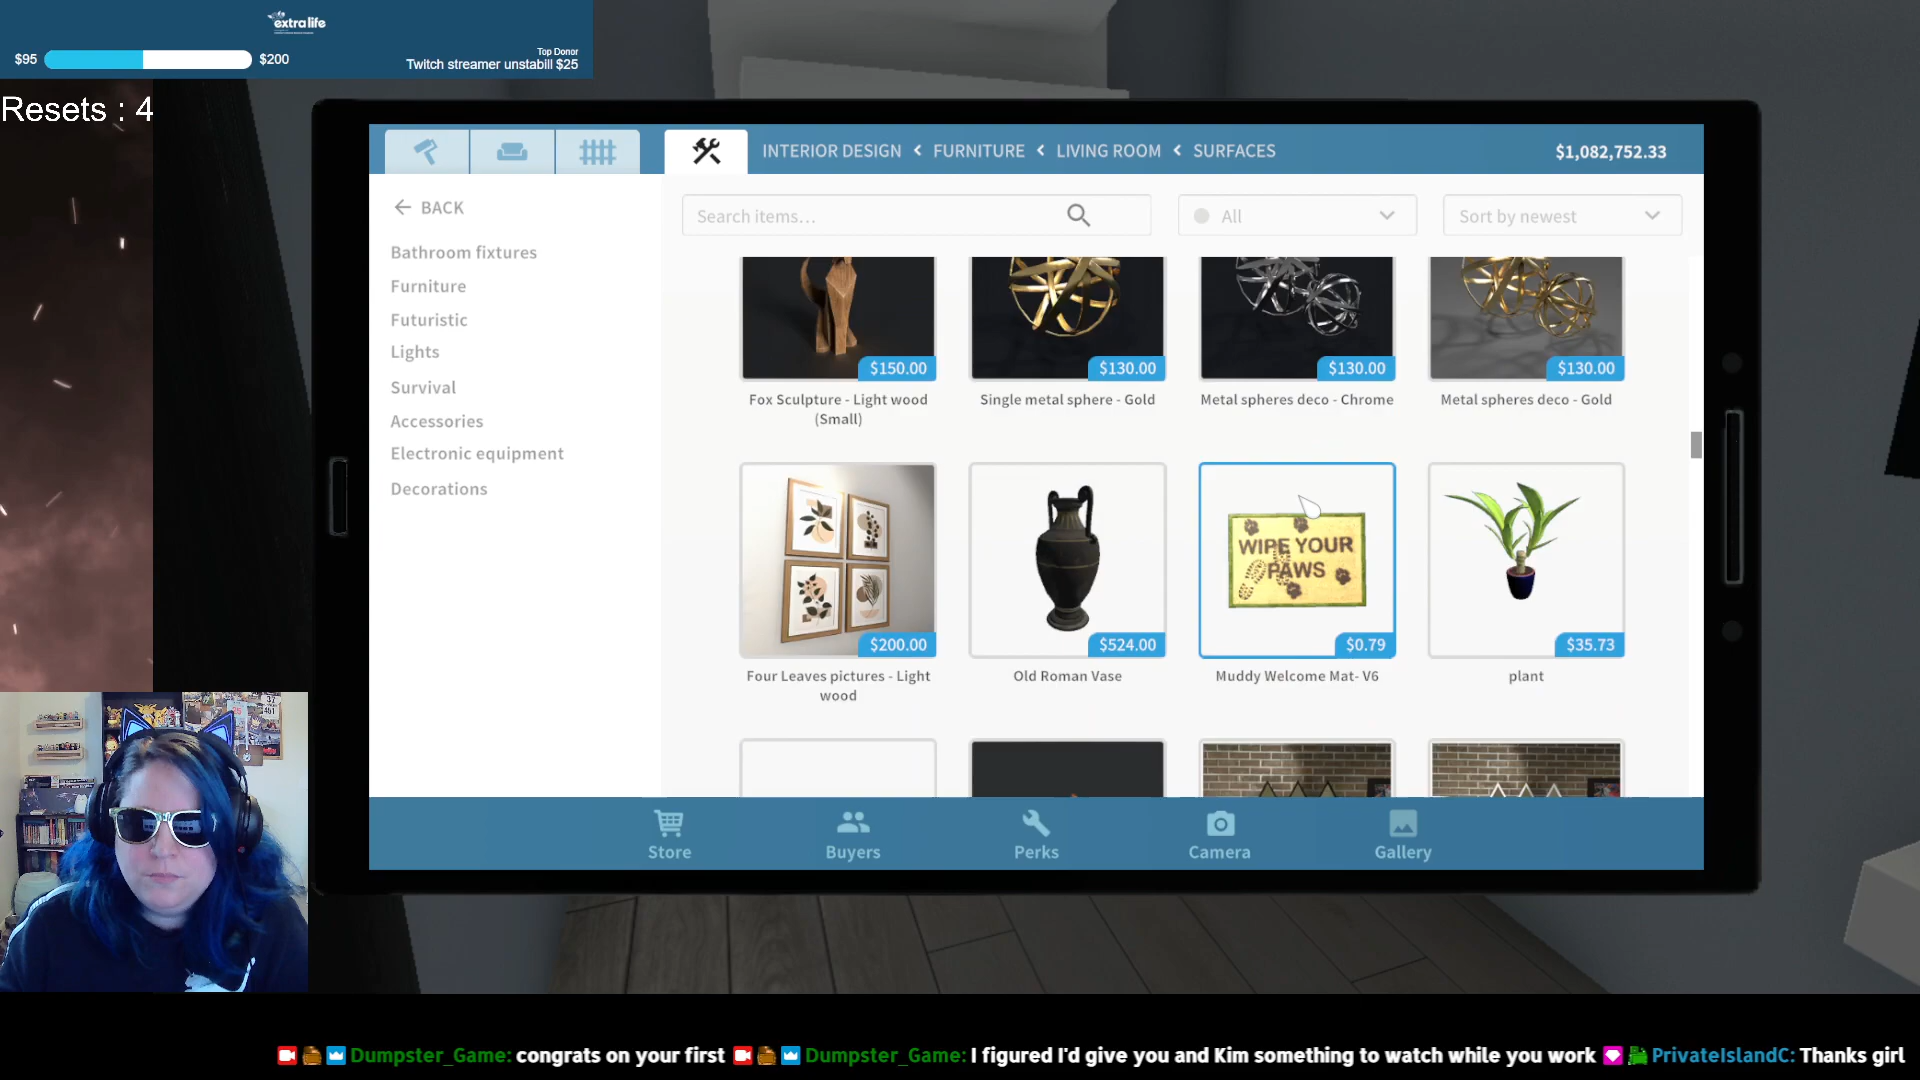 extralife
$95
$200
Top Donor
Twitch streamer unstabill $25
Resets : 4
INTERIOR DESIGN
FURNITURE
LIVING ROOM
SURFACES
$1,082,752.33
BACK
Search items...
All
Sort by newest
Bathroom fixtures
Furniture
Futuristic
Lights
Survival
Accessories
Electronic equipment
Decorations
$150.00
$130.00
$130.00
$130.00
Fox Sculpture - Light wood
(Small)
Single metal sphere - Gold
Metal spheres deco - Chrome
Metal spheres deco - Gold
WIPE YOUR
PAWS
$200.00
$524.00
$0.79
$35.73
Four Leaves pictures - Light
wood
Old Roman Vase
Muddy Welcome Mat- V6
plant
Store
Buyers
Perks
Camera
Gallery
Dumpster_Game: congrats on your first Dumpster_Game: I figured I'd give you and Kim something to watch while you work PrivateIslandC: Thanks girl